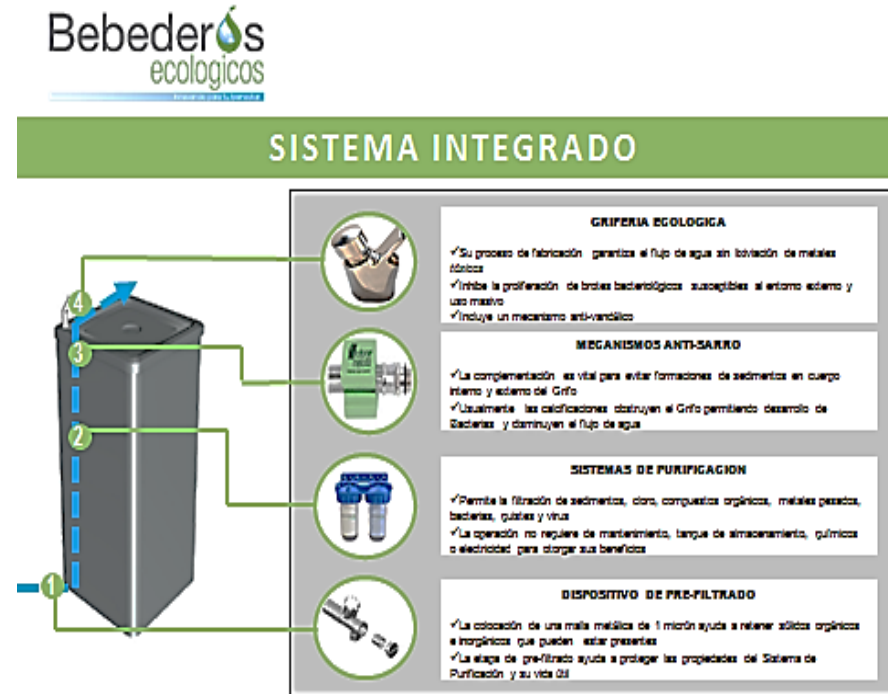 Bebederos
ecologicos
SISTEMA INTEGRADO
GRIFERIA ECOLOGICA
✓Su proceso de fabricación garantiza el flujo de agua sin lixiviación de metales
tóxicos
✓Inhibe la proliferación de brotes bacteriológicos susceptibles al entorno externo y
uso masivo
✓Incluye un mecanismo anti-vandálico
4
3
MECANISMOS ANTI-SARRO
✓La complementación es vital para evitar formaciones de sedimentos en cuerpo
interno y externo del Grifo
✓Usualmente las calcificaciones obstruyen el Grifo permitiendo desarrollo de
Bacterias y disminuyen el flujo de agua
2
SISTEMAS DE PURIFICACION
✓Permite la filtración de sedimentos, cloro, compuestos orgánicos, metales pesados,
bacterias, quistes y virus
✓La operación no requiere de mantenimiento, tanque de almacenamiento, químicos
o electricidad para otorgar sus beneficios
1
DISPOSITIVO DE PRE-FILTRADO
✓La colocación de una malla metálica de 1 micrón ayuda a retener sólidos orgánicos
e inorgánicos que pueden estar presentes
✓La etapa de pre-filtrado ayuda a proteger las propiedades del Sistema de
Purificación y su vida útil